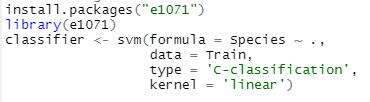 install.packages("e1071")
library(e1071)
classifier <- svm(formula = Species ~ .,
                  data = Train,
                  type = 'C-classification',
                  kernel = 'linear')